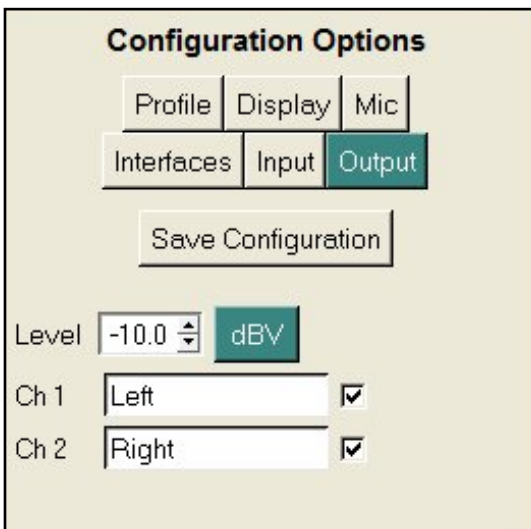 Configuration Options
Profile Display Mic
Interfaces Input Output
Save Configuration
Level -10.0 dBV
Ch 1 Left
Ch 2 Right